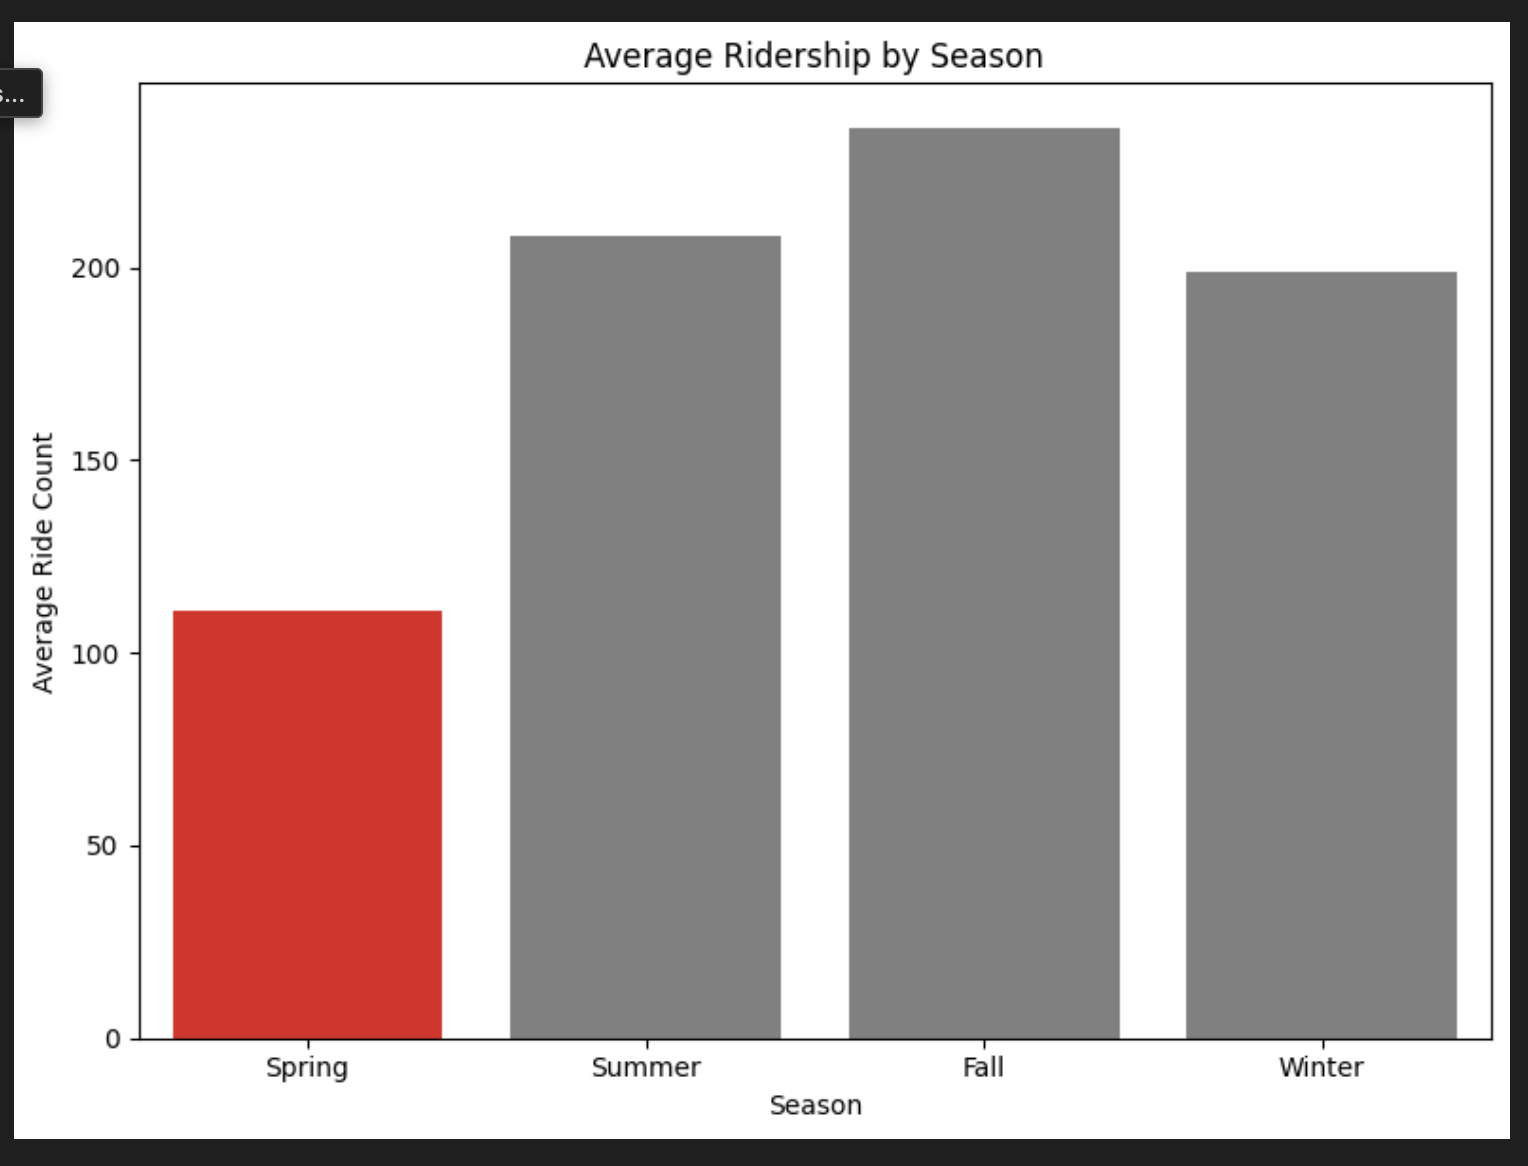 Average Ridership by Season
s...
200
150
100
50
0
Average Ride Count
Spring Summer Fall Winter
Season